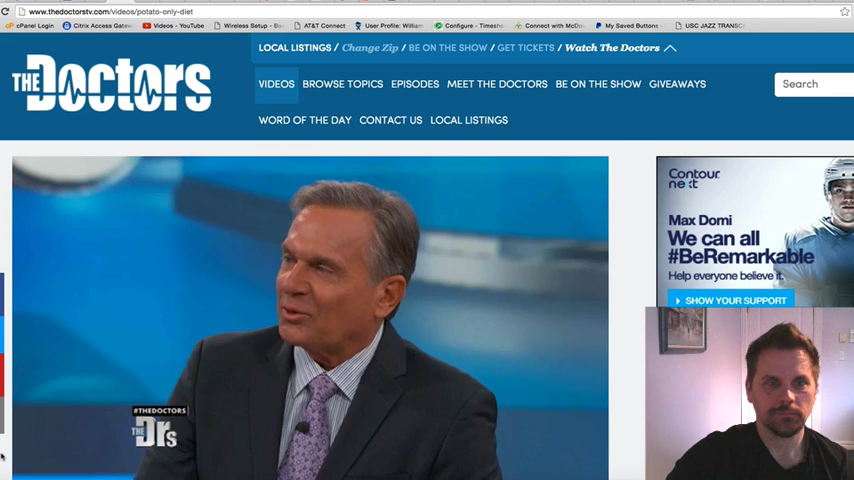 www.thedoctorstv.com/videos/potato-only-diet
cPanel Login
Citrix Access Gatew
Videos - YouTube
Wireless Setup - Ba
AT&T Connect
User Profile: William
Configure - Timesh
Connect with McDo
My Saved Buttons -
USC JAZZ TRANSCR
LOCAL LISTINGS / Change Zip / BE ON THE SHOW / GET TICKETS / Watch The Doctors
THE Doctors
VIDEOS BROWSE TOPICS EPISODES MEET THE DOCTORS BE ON THE SHOW GIVEAWAYS
Search
WORD OF THE DAY CONTACT US LOCAL LISTINGS
Contour
next
Max Domi
We can all
#BeRemarkable
Help everyone believe it.
SHOW YOUR SUPPORT
#THEDOCTORS
THE Drs